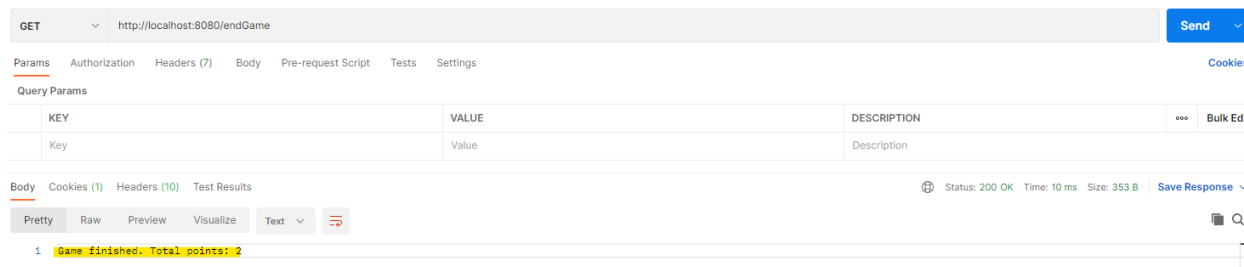 GET http://localhost:8080/endGame Send
Params Authorization Headers (7) Body Pre-request Script Tests Settings Cookies
Query Params
KEY VALUE DESCRIPTION ooo Bulk Ed
Key Value Description
Body Cookies (1) Headers (10) Test Results Status: 200 OK Time: 10 ms Size: 353 B Save Response
Pretty Raw Preview Visualize Text
1 Game finished. Total points: 2